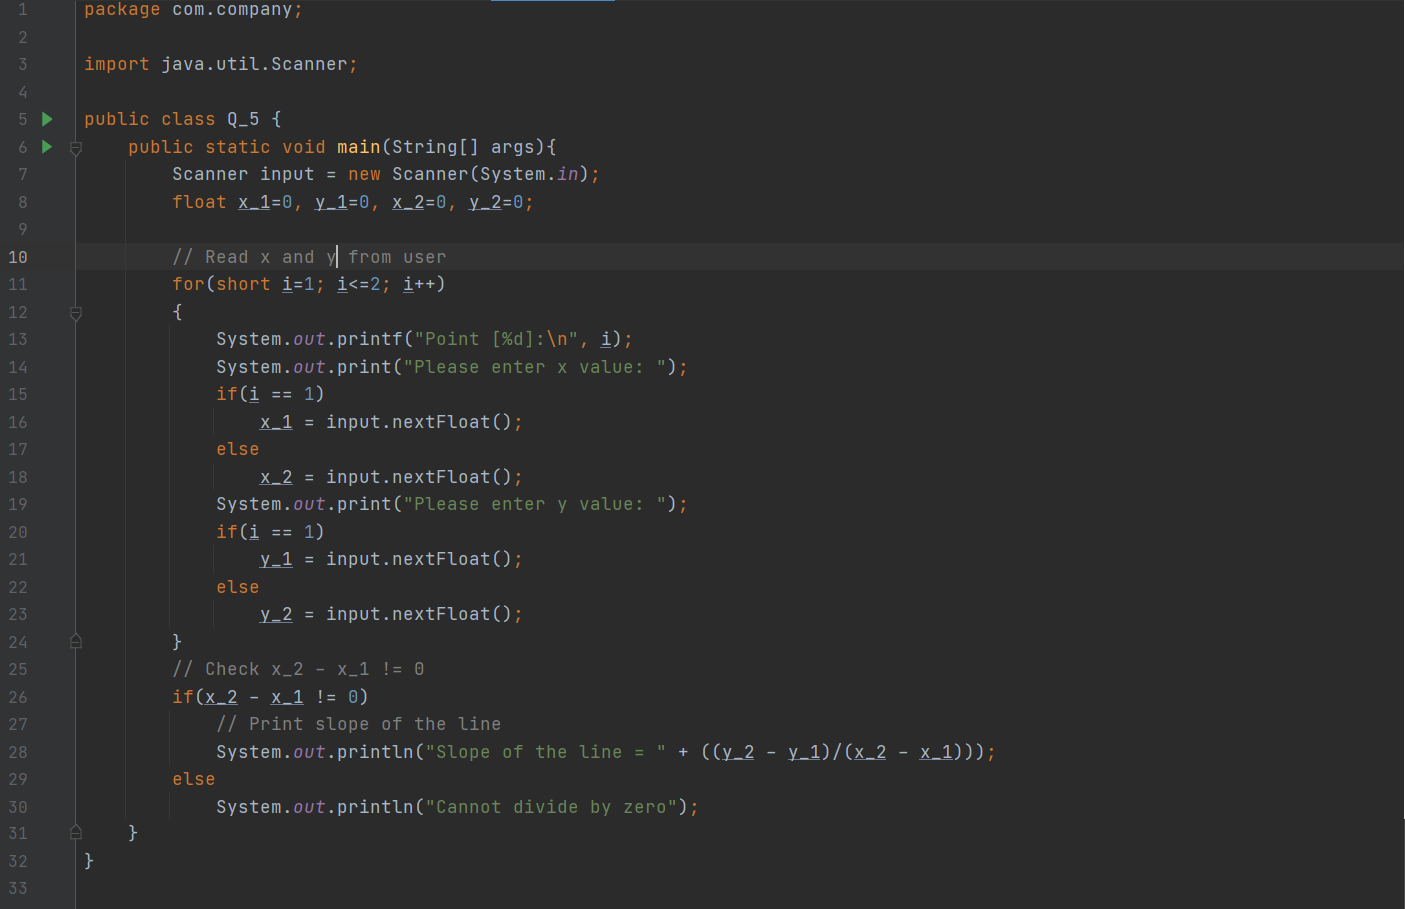 1 package com.company;
2
3 import java.util.Scanner;
4
5 public class Q_5 {
6 public static void main(String[] args){
7 Scanner input = new Scanner(System.in);
8 float x_1=0, y_1=0, x_2=0, y_2=0;
9
10 // Read x and y from user
11 for(short i=1; i<=2; i++)
12 {
13 System.out.printf("Point [%d]:\n", i);
14 System.out.print("Please enter x value: ");
15 if(i == 1)
16 x_1 = input.nextFloat();
17 else
18 x_2 = input.nextFloat();
19 System.out.print("Please enter y value: ");
20 if(i == 1)
21 y_1 = input.nextFloat();
22 else
23 y_2 = input.nextFloat();
24 }
25 // Check x_2 - x_1 != 0
26 if(x_2 - x_1 != 0)
27 // Print slope of the line
28 System.out.println("Slope of the line = " + ((y_2 - y_1)/(x_2 - x_1)));
29 else
30 System.out.println("Cannot divide by zero");
31 }
32 }
33